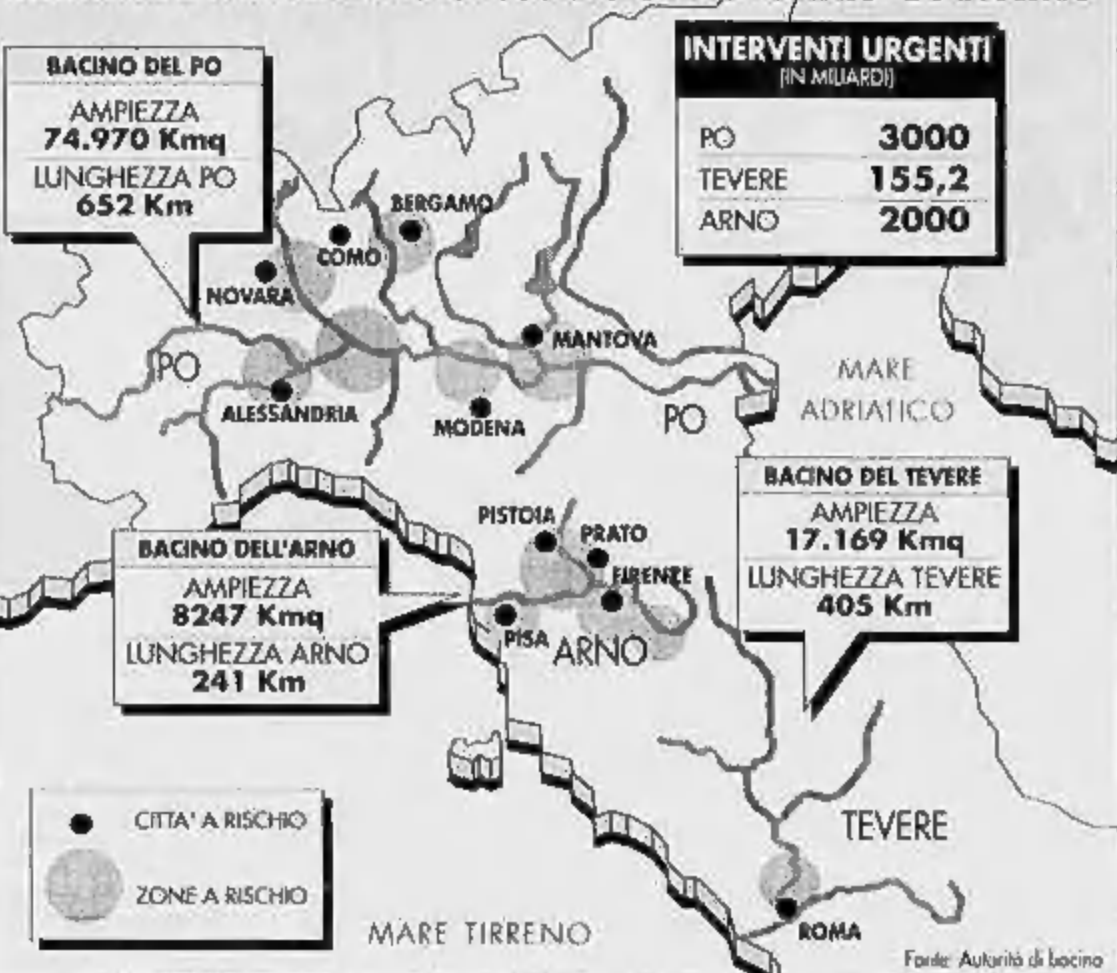 BACINO DEL PO
AMPIEZZA
74.970 Kmq
LUNGHEZZA PO
652 Km
INTERVENTI URGENTI
(IN MILIARDI)
PO 3000
TEVERE 155,2
ARNO 2000
BERGAMO
COMO
NOVARA
MANTOVA
PO
ALESSANDRIA
MODENA
PO
MARE
ADRIATICO
BACINO DEL TEVERE
AMPIEZZA
17.169 Kmq
LUNGHEZZA TEVERE
405 Km
PISTOIA
PRATO
FIRENZE
BACINO DELL'ARNO
AMPIEZZA
8247 Kmq
LUNGHEZZA ARNO
241 Km
PISA
ARNO
CITTA' A RISCHIO
ZONE A RISCHIO
TEVERE
ROMA
MARE TIRRENO
Fonte: Autorità di bacino